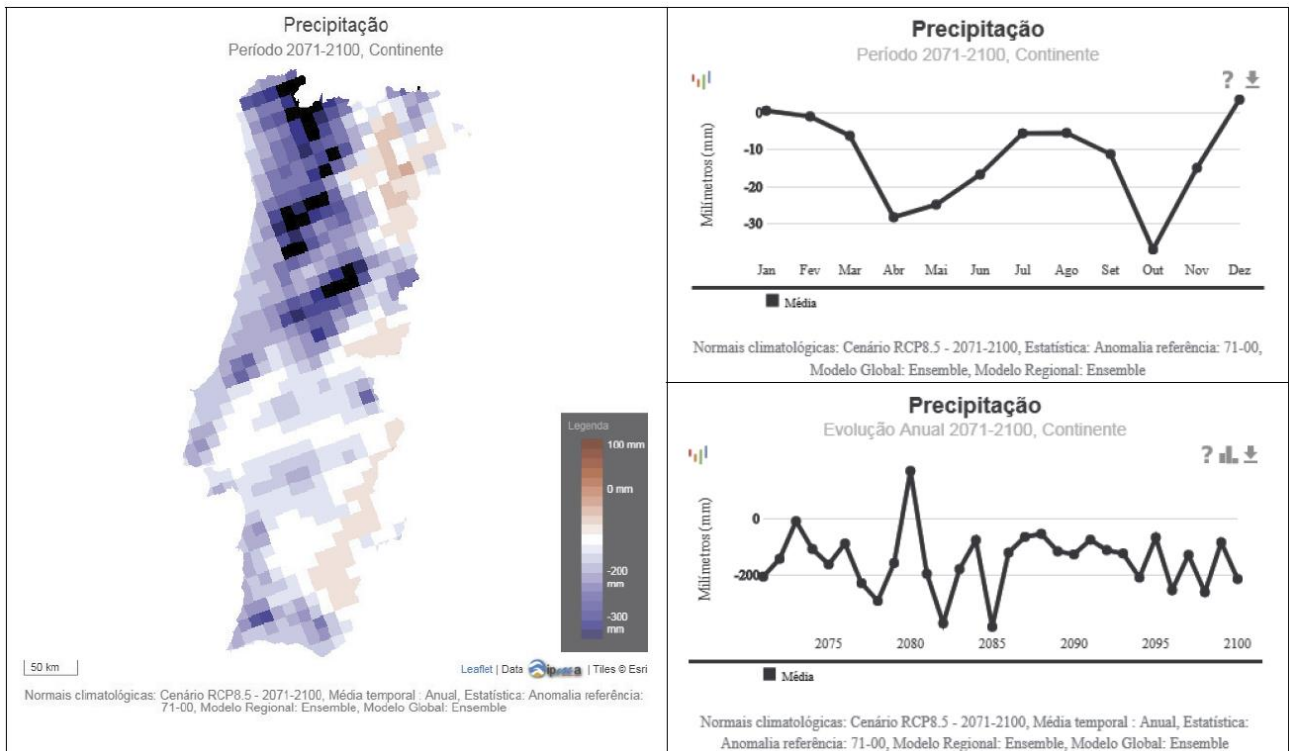 Precipitação
Período 2071-2100, Continente
Legenda
100 mm
0 mm
-200
mm
-300
mm
50 km
Leaflet | Data ipma | Tiles © Esri
Normais climatológicas: Cenário RCP8.5 - 2071-2100, Média temporal : Anual, Estatística: Anomalia referência:
71-00, Modelo Regional: Ensemble, Modelo Global: Ensemble
Precipitação
Período 2071-2100, Continente
?
Milímetros (mm)
0
-10
-20
-30
Jan Fev Mar Abr Mai Jun Jul Ago Set Out Nov Dez
Média
Normais climatológicas: Cenário RCP8.5 - 2071-2100, Estatística: Anomalia referência: 71-00,
Modelo Global: Ensemble, Modelo Regional: Ensemble
Precipitação
Evolução Anual 2071-2100, Continente
?
Milímetros (mm)
0
-200
2075 2080 2085 2090 2095 2100
Média
Normais climatológicas: Cenário RCP8.5 - 2071-2100, Média temporal : Anual, Estatística:
Anomalia referência: 71-00, Modelo Regional: Ensemble, Modelo Global: Ensemble